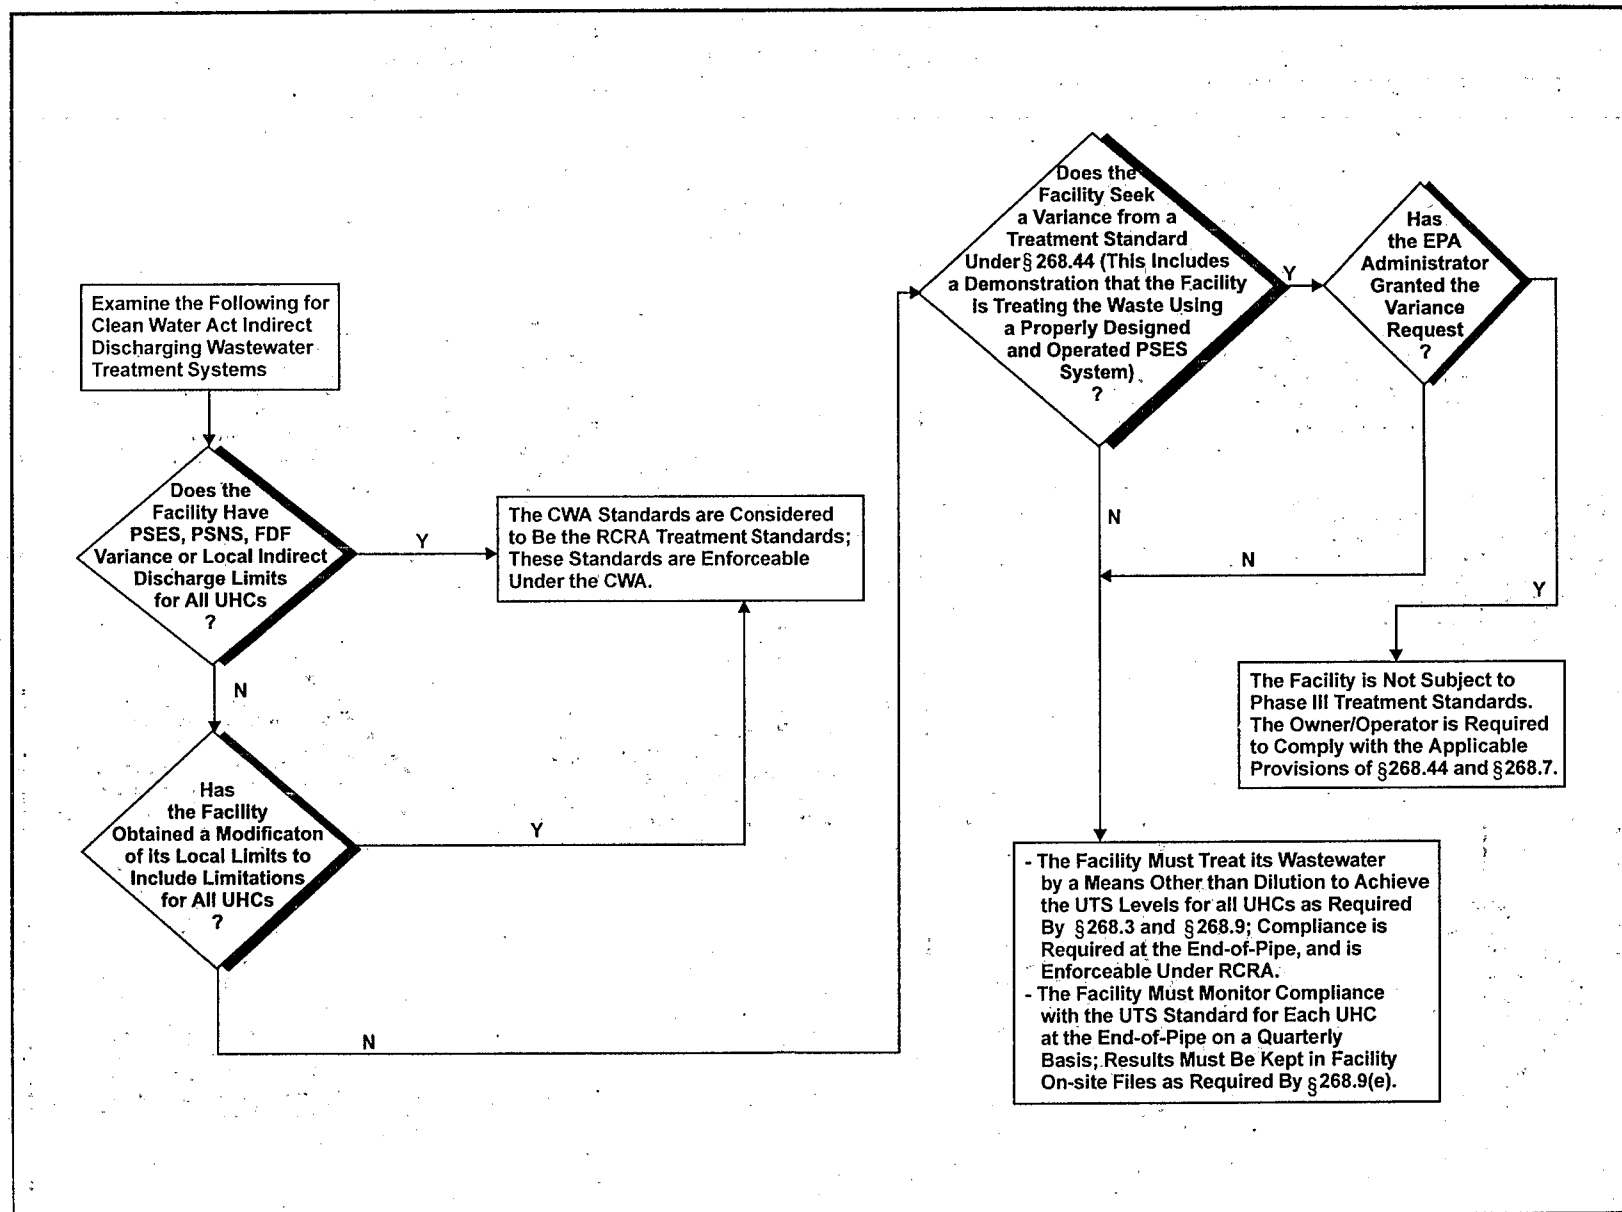 Examine the Following for
Clean Water Act Indirect
Discharging Wastewater
Treatment Systems
Does the
Facility Have
PSES, PSNS, FDF
Variance or Local Indirect
Discharge Limits
for All UHCs
?
Y
N
The CWA Standards are Considered
to Be the RCRA Treatment Standards;
These Standards are Enforceable
Under the CWA.
Has
the Facility
Obtained a Modificaton
of its Local Limits to
Include Limitations
for All UHCs
?
Y
N
Does the
Facility Seek
a Variance from a
Treatment Standard
Under § 268.44 (This Includes
a Demonstration that the Facility
is Treating the Waste Using
a Properly Designed
and Operated PSES
System)
?
Y
N
Has
the EPA
Administrator
Granted the
Variance
Request
?
N
Y
The Facility is Not Subject to
Phase III Treatment Standards.
The Owner/Operator is Required
to Comply with the Applicable
Provisions of §268.44 and §268.7.
- The Facility Must Treat its Wastewater
by a Means Other than Dilution to Achieve
the UTS Levels for all UHCs as Required
By §268.3 and §268.9; Compliance is
Required at the End-of-Pipe, and is
Enforceable Under RCRA.
- The Facility Must Monitor Compliance
with the UTS Standard for Each UHC
at the End-of-Pipe on a Quarterly
Basis; Results Must Be Kept in Facility
On-site Files as Required By §268.9(e).